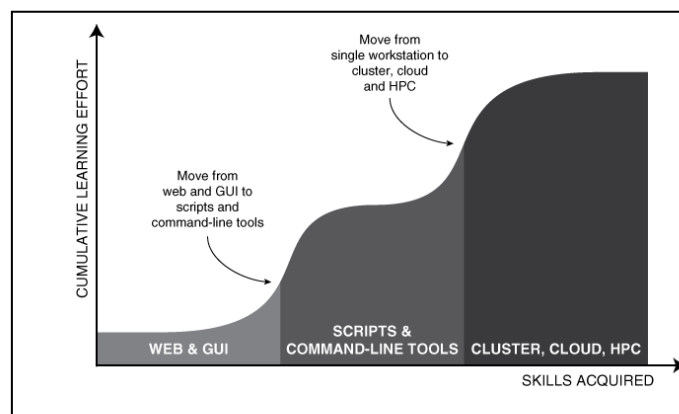 Move from
single workstation to
cluster, cloud
and HPC
Move from
web and GUI to
scripts and
command-line tools
CUMULATIVE LEARNING EFFORT
WEB & GUI
SCRIPTS &
COMMAND-LINE TOOLS
CLUSTER, CLOUD, HPC
SKILLS ACQUIRED